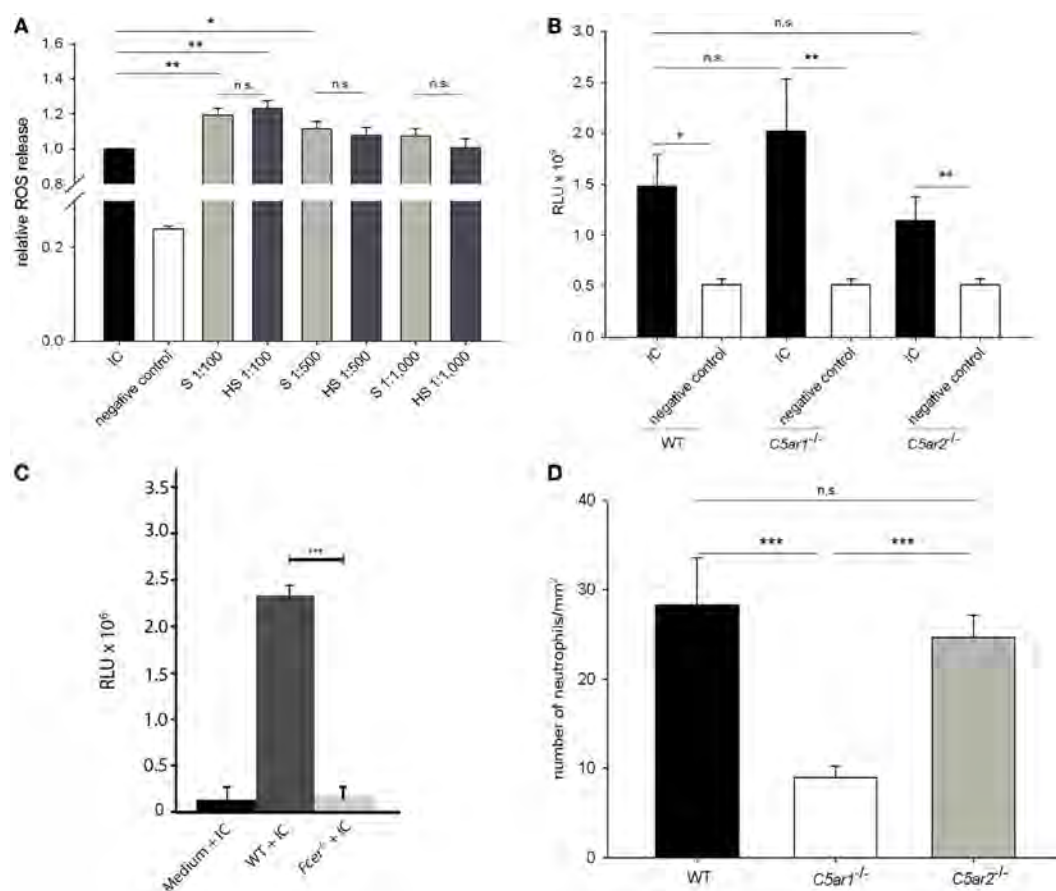 A
relative ROS release
1.6
1.4
1.2
1.0
0.8
0.2
0.0
*
**
**
n.s.
n.s.
n.s.
IC
negative control
S 1:100
HS 1:100
S 1:500
HS 1:500
S 1:1,000
HS 1:1,000
B
RLU x 10
3.0
2.5
2.0
1.5
1.0
0.5
0.0
n.s.
n.s.
**
*
**
IC
negative control
IC
negative control
IC
negative control
WT
C5ar1-/-
C5ar2-/-
C
RLU x 10⁶
3.5
3.0
2.5
2.0
1.5
1.0
0.5
0
***
Medium + IC
WT + IC
Fcer-/- + IC
D
number of neutrophils/mm²
40
30
20
10
0
n.s.
***
***
WT
C5ar1-/-
C5ar2-/-